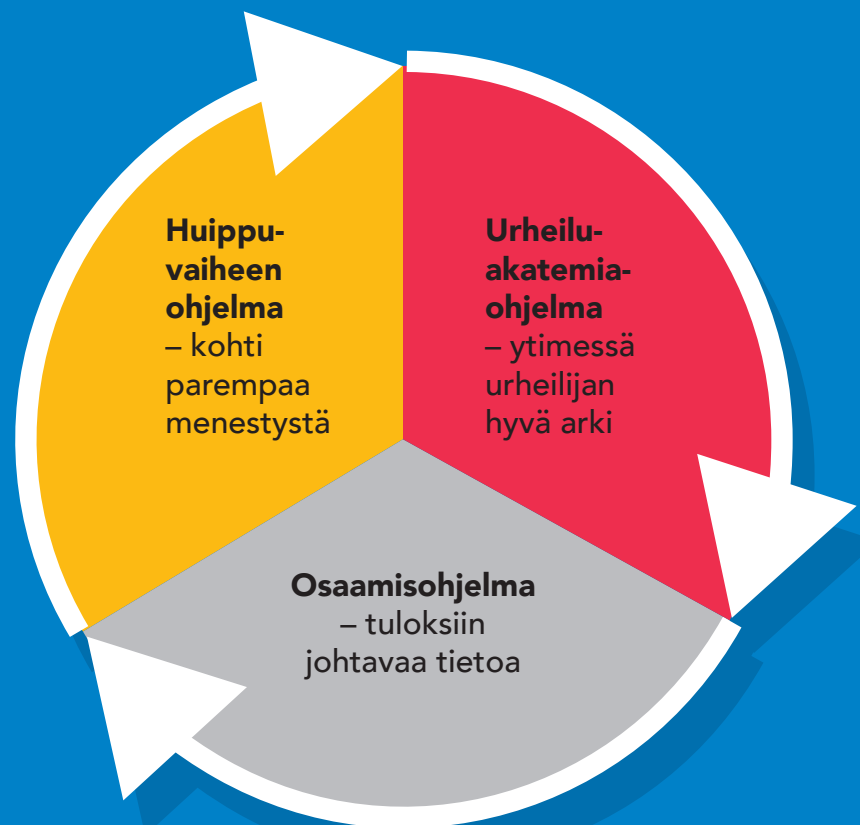 Huippu-
vaiheen
ohjelma
– kohti
parempaa
menestystä
Urheilu-
akatemia-
ohjelma
– ytimessä
urheilijan
hyvä arki
Osaamisohjelma
– tuloksiin
johtavaa tietoa